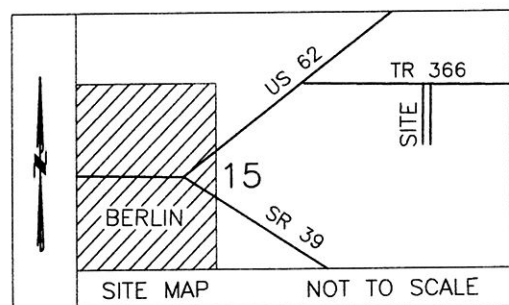 US 62
TR 366
SITE
15
BERLIN
SR 39
N
SITE MAP
NOT TO SCALE